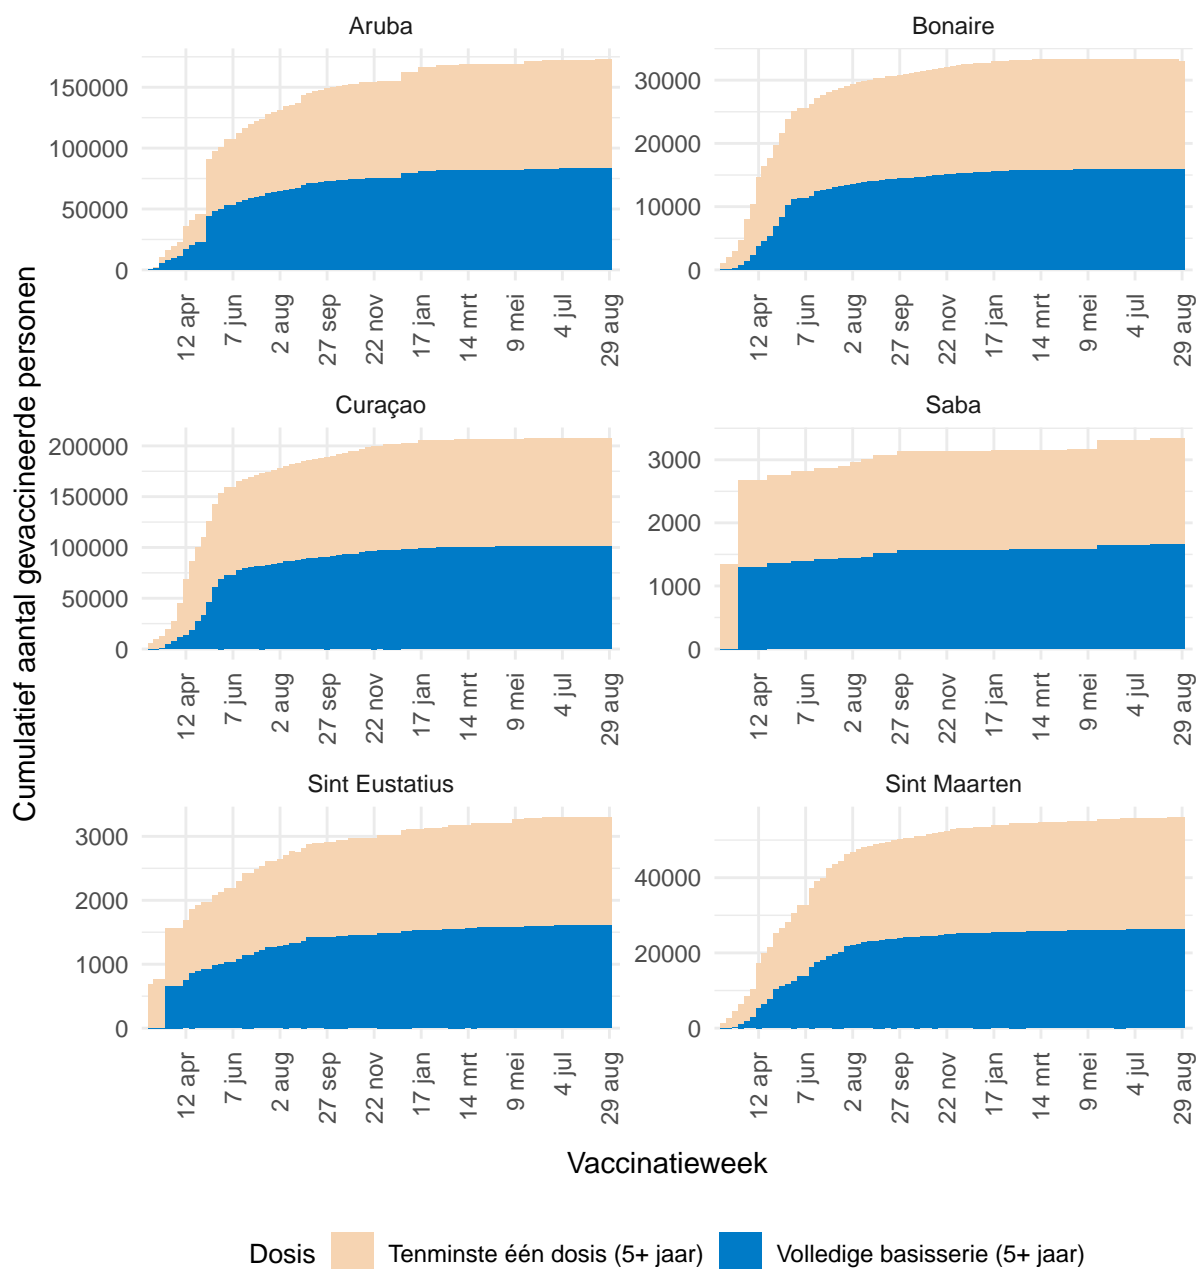 Aruba
Bonaire
150000
100000
50000
0
30000
20000
10000
0
12 apr
7 jun
2 aug
27 sep
22 nov
17 jan
14 mrt
9 mei
4 jul
29 aug
12 apr
7 jun
2 aug
27 sep
22 nov
17 jan
14 mrt
9 mei
4 jul
29 aug
Cumulatief aantal gevaccineerde personen
Curaçao
Saba
200000
150000
100000
50000
0
3000
2000
1000
0
12 apr
7 jun
2 aug
27 sep
22 nov
17 jan
14 mrt
9 mei
4 jul
29 aug
12 apr
7 jun
2 aug
27 sep
22 nov
17 jan
14 mrt
9 mei
4 jul
29 aug
Sint Eustatius
Sint Maarten
3000
2000
1000
0
40000
20000
0
12 apr
7 jun
2 aug
27 sep
22 nov
17 jan
14 mrt
9 mei
4 jul
29 aug
12 apr
7 jun
2 aug
27 sep
22 nov
17 jan
14 mrt
9 mei
4 jul
29 aug
Vaccinatieweek
Dosis Tenminste één dosis (5+ jaar) Volledige basisserie (5+ jaar)